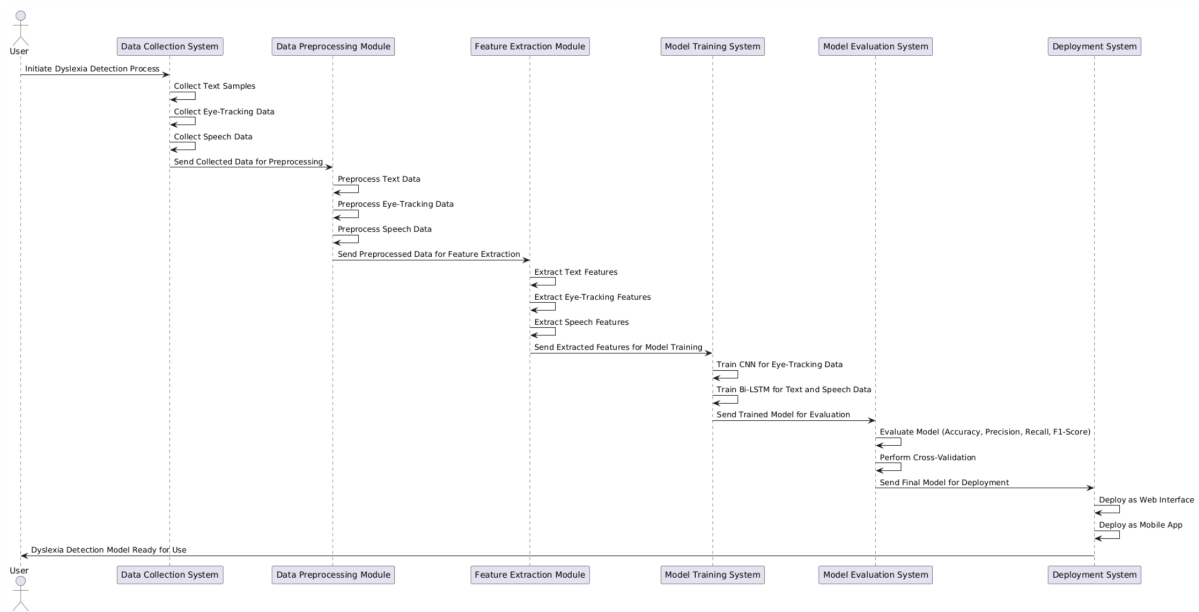 User
Data Collection System
Data Preprocessing Module
Feature Extraction Module
Model Training System
Model Evaluation System
Deployment System
Initiate Dyslexia Detection Process
Collect Text Samples
Collect Eye-Tracking Data
Collect Speech Data
Send Collected Data for Preprocessing
Preprocess Text Data
Preprocess Eye-Tracking Data
Preprocess Speech Data
Send Preprocessed Data for Feature Extraction
Extract Text Features
Extract Eye-Tracking Features
Extract Speech Features
Send Extracted Features for Model Training
Train CNN for Eye-Tracking Data
Train Bi-LSTM for Text and Speech Data
Send Trained Model for Evaluation
Evaluate Model (Accuracy, Precision, Recall, F1-Score)
Perform Cross-Validation
Send Final Model for Deployment
Deploy as Web Interface
Deploy as Mobile App
Dyslexia Detection Model Ready for Use
User
Data Collection System
Data Preprocessing Module
Feature Extraction Module
Model Training System
Model Evaluation System
Deployment System